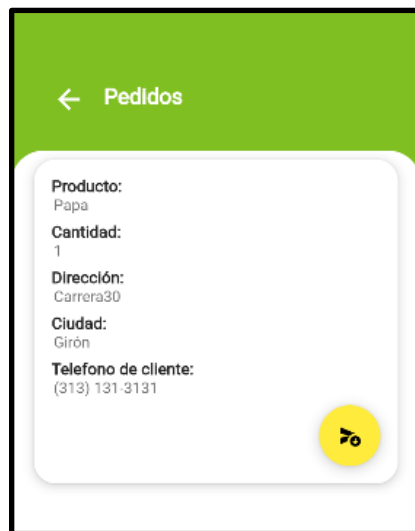 Pedidos
Producto:
Papa
Cantidad:
1
Dirección:
Carrera30
Ciudad:
Girón
Telefono de cliente:
(313) 131-3131